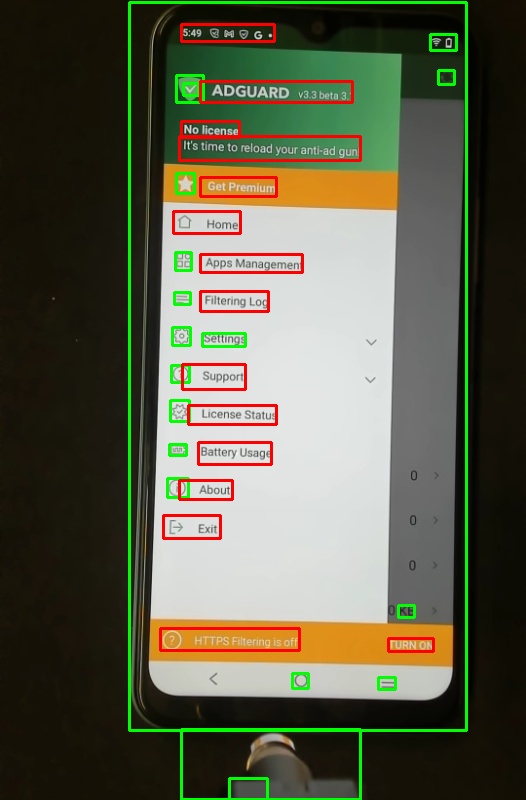 5:49
ADGUARD v3.3 beta 3.
No license
It's time to reload your anti-ad gun
Get Premium
Home
Apps Management
Filtering Log
Settings
Support
License Status
Battery Usage
0
About
0
Exit
0
0 KB
HTTPS Filtering is off TURN ON